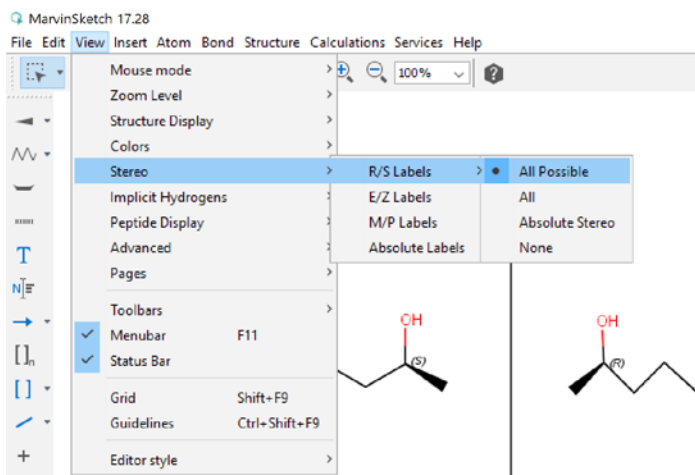 MarvinSketch 17.28
File Edit View Insert Atom Bond Structure Calculations Services Help
100%
Mouse mode
Zoom Level
Structure Display
Colors
Stereo
R/S Labels
All Possible
Implicit Hydrogens
E/Z Labels
All
Peptide Display
M/P Labels
Absolute Stereo
Advanced
Absolute Labels
None
Pages
Toolbars
Menubar F11
Status Bar
Grid Shift+F9
Guidelines Ctrl+Shift+F9
Editor style
T
N
[ ]n
[ ]
OH
(S)
OH
(R)